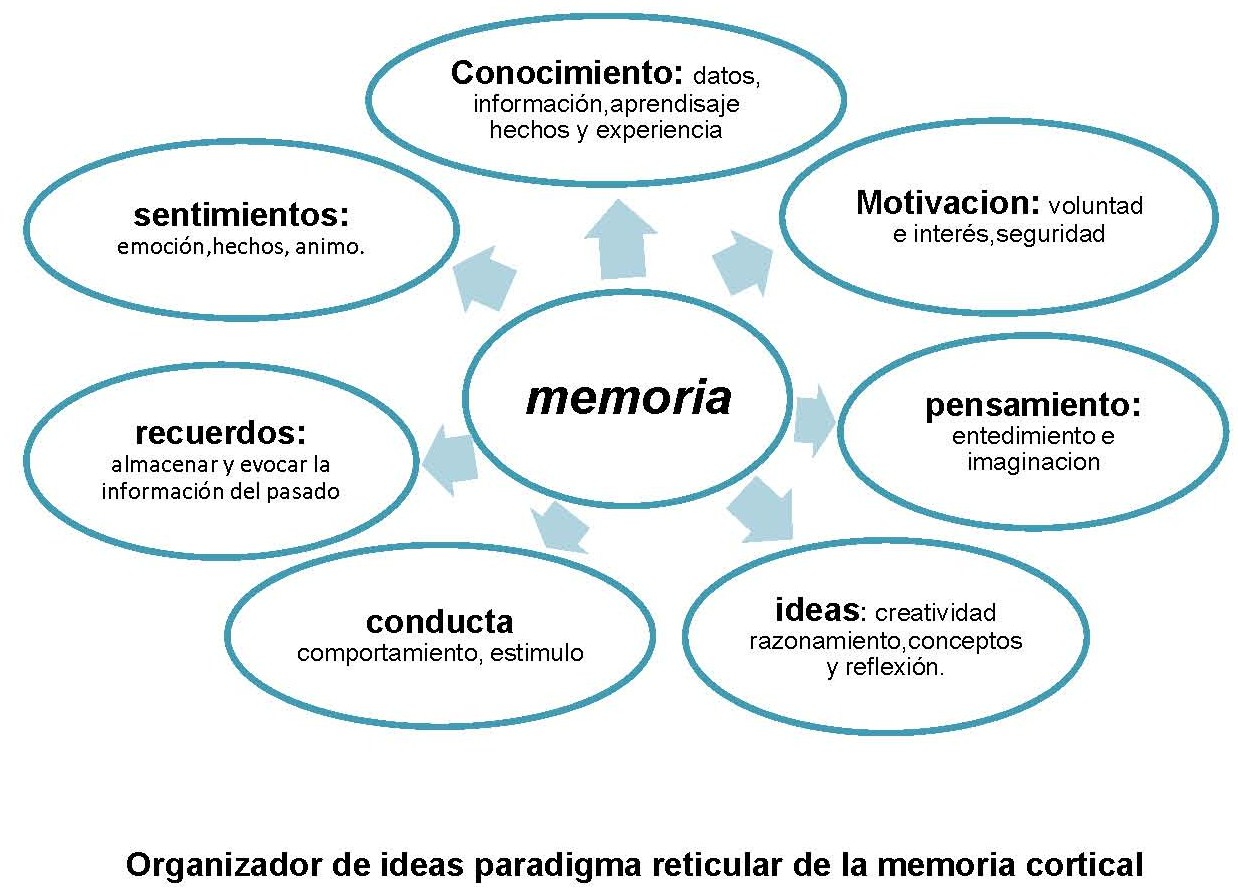 Conocimiento: datos,
información,aprendisaje
hechos y experiencia
Motivacion: voluntad
e interés,seguridad
sentimientos:
emoción,hechos, animo.
memoria
pensamiento:
entedimiento e
imaginacion
recuerdos:
almacenar y evocar la
información del pasado
ideas: creatividad
razonamiento,conceptos
y reflexión.
conducta
comportamiento, estimulo
Organizador de ideas paradigma reticular de la memoria cortical